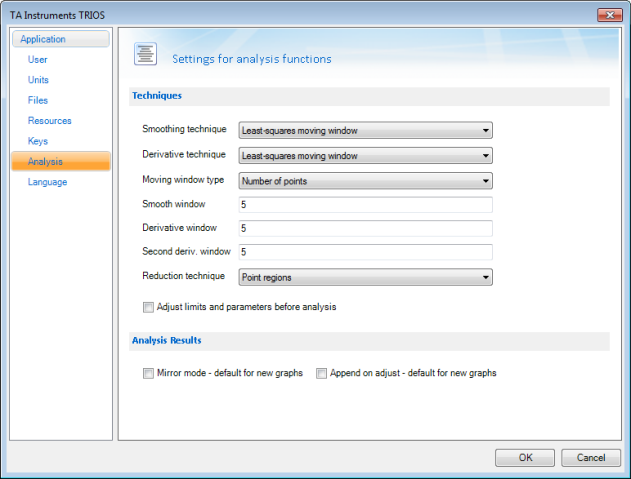 TA Instruments TRIOS
Application
User
Units
Files
Resources
Keys
Analysis
Language
Settings for analysis functions
Techniques
Smoothing technique Least-squares moving window
Derivative technique Least-squares moving window
Moving window type Number of points
Smooth window 5
Derivative window 5
Second deriv. window 5
Reduction technique Point regions
Adjust limits and parameters before analysis
Analysis Results
Mirror mode - default for new graphs Append on adjust - default for new graphs
OK Cancel